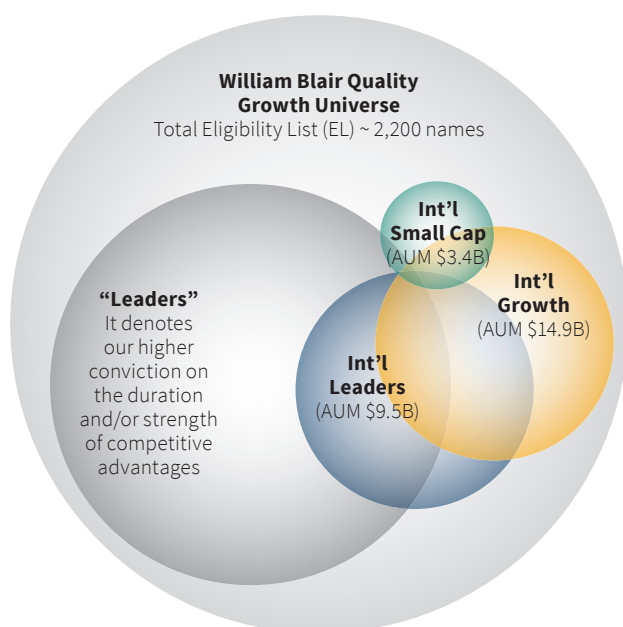 William Blair Quality
Growth Universe
Total Eligibility List (EL) ~ 2,200 names
Int’l
Small Cap
(AUM $3.4B)
Int’l
Growth
(AUM $14.9B)
“Leaders”
It denotes
our higher
conviction on
the duration
and/or strength
of competitive
advantages
Int’l
Leaders
(AUM $9.5B)